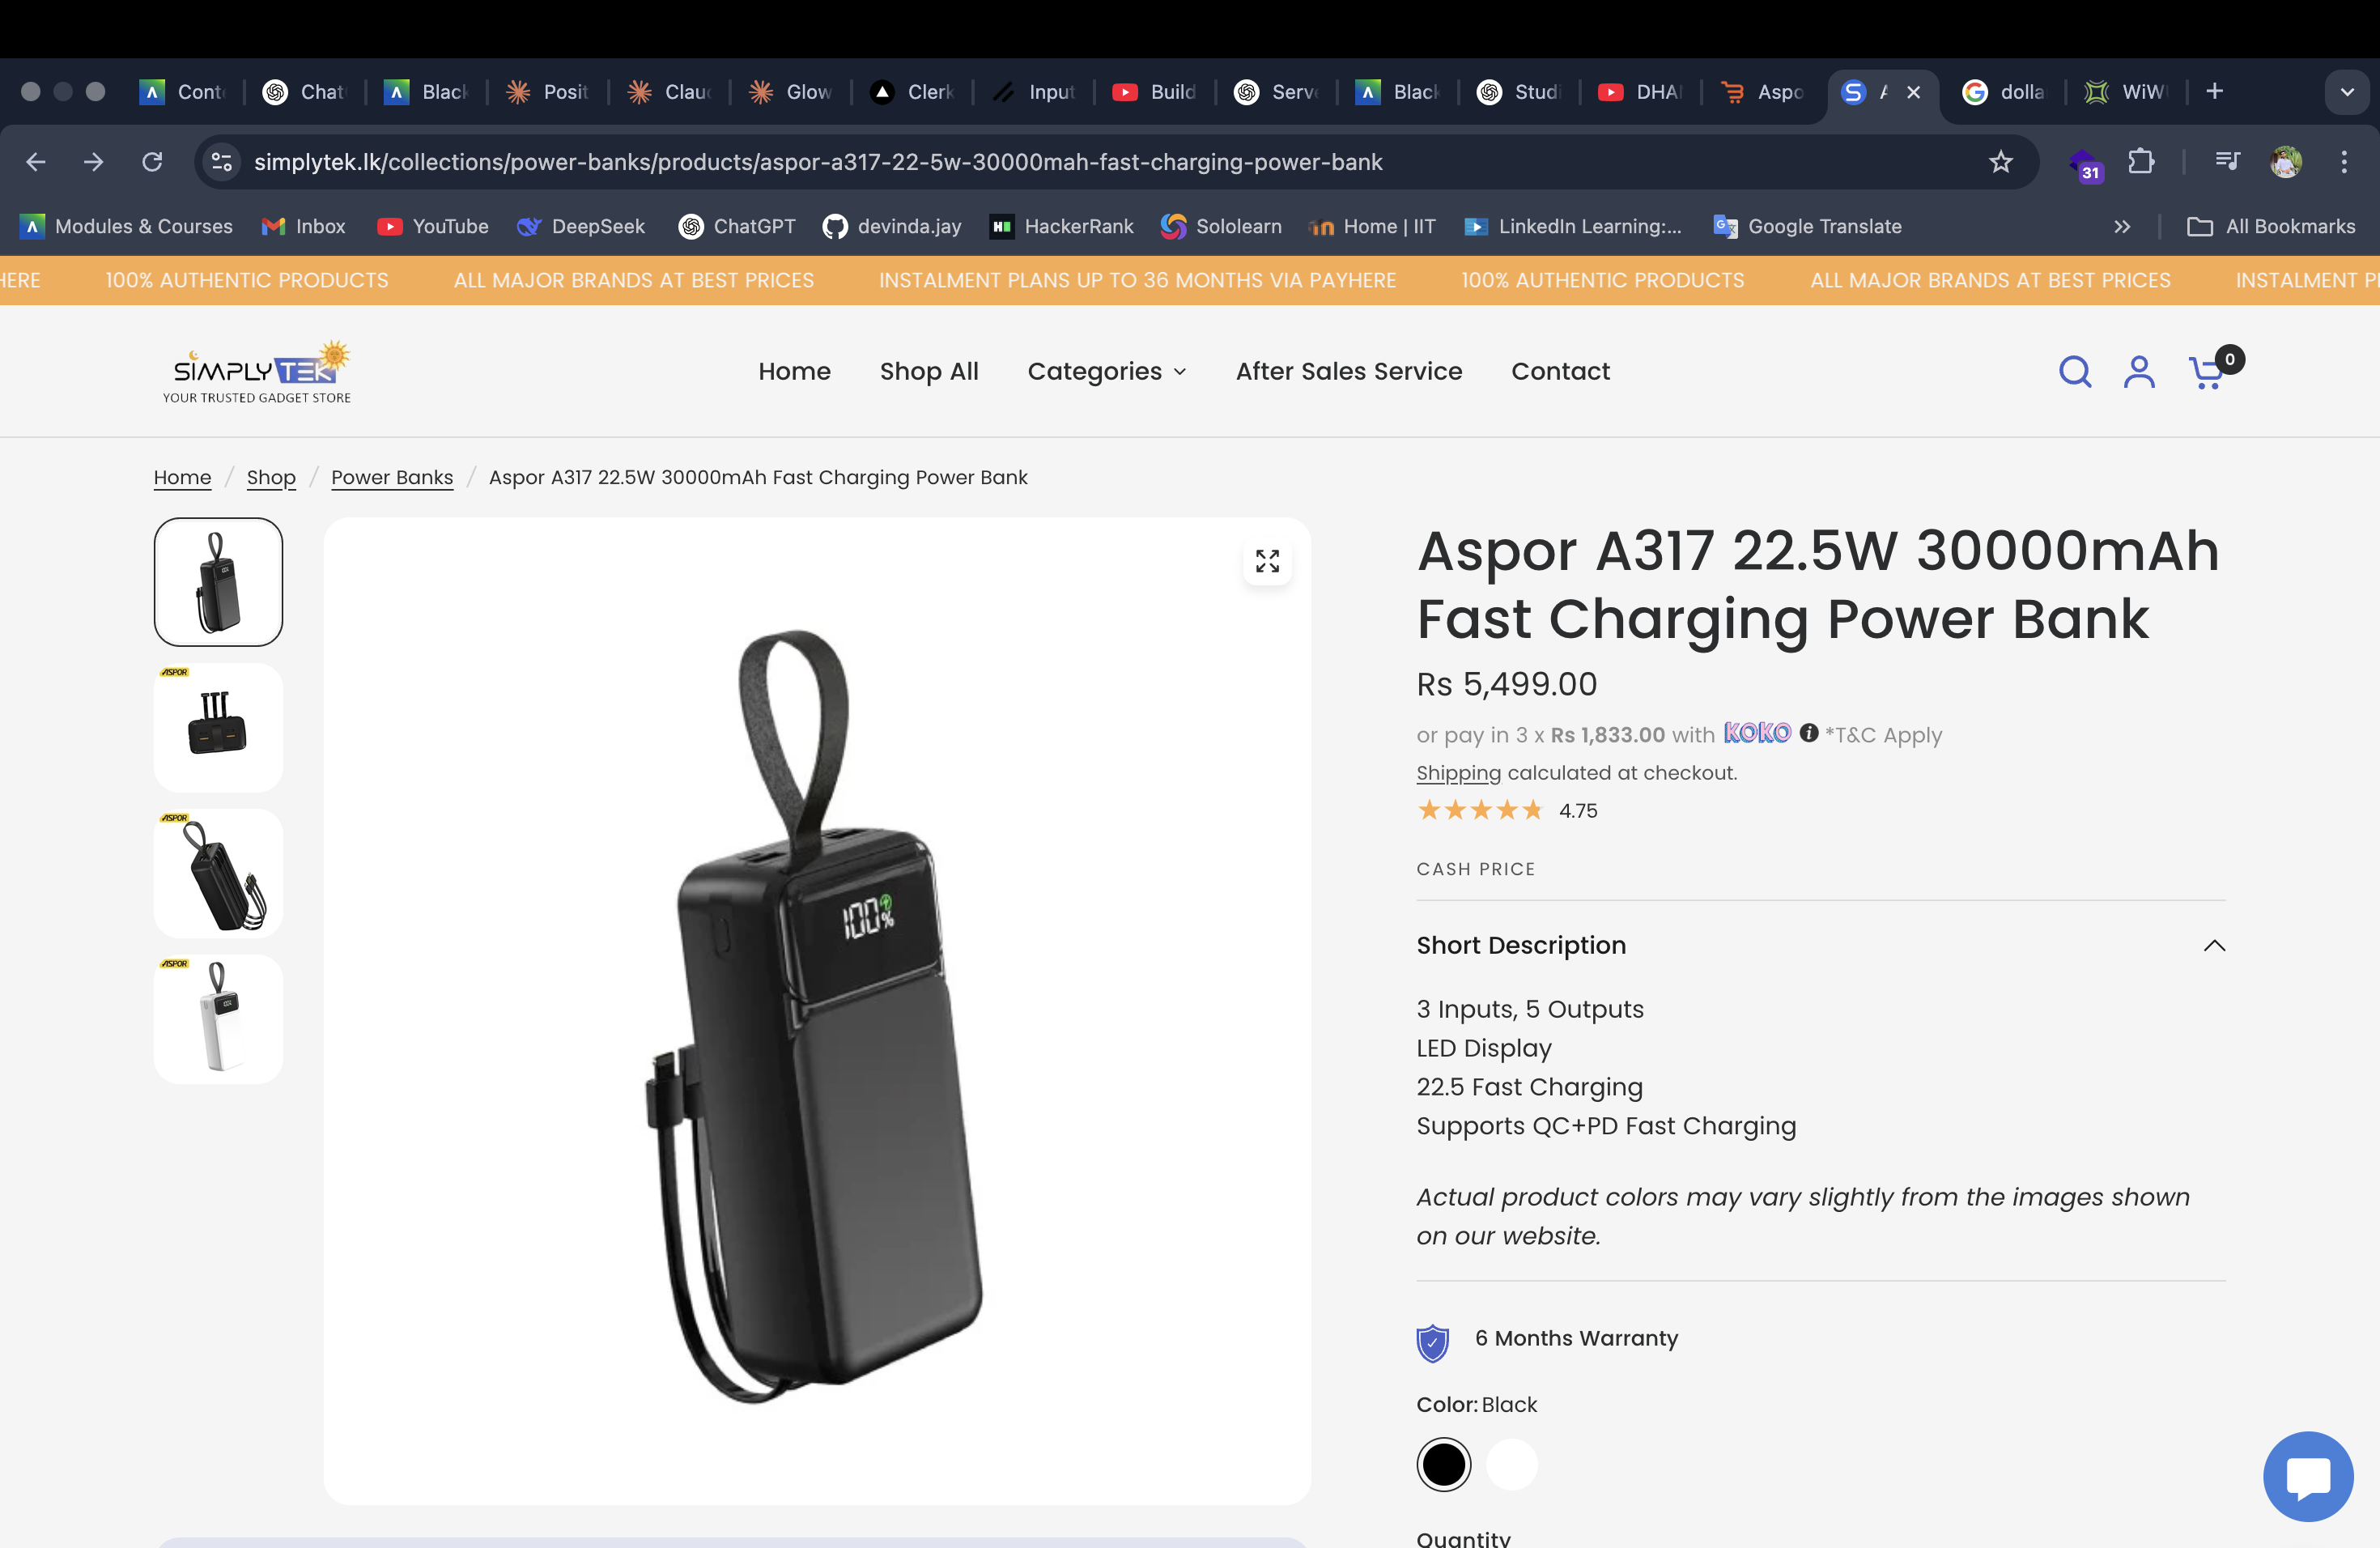 Cont
Chat
Black
Posit
Clau
Glow
Clerk
Input
Build
Serve
Black
Studi
DHA
Aspo
A
dolla
WiW
simplytek.lk/collections/power-banks/products/aspor-a317-22-5w-30000mah-fast-charging-power-bank
31
Modules & Courses
Inbox
YouTube
DeepSeek
ChatGPT
devinda.jay
HackerRank
Sololearn
Home | IIT
LinkedIn Learning:...
Google Translate
All Bookmarks
HERE 100% AUTHENTIC PRODUCTS ALL MAJOR BRANDS AT BEST PRICES INSTALMENT PLANS UP TO 36 MONTHS VIA PAYHERE 100% AUTHENTIC PRODUCTS ALL MAJOR BRANDS AT BEST PRICES INSTALMENT P
SIMPLYTEK
YOUR TRUSTED GADGET STORE
Home
Shop All
Categories
After Sales Service
Contact
0
Home / Shop / Power Banks / Aspor A317 22.5W 30000mAh Fast Charging Power Bank
ASPOR
ASPOR
ASPOR
100%
Aspor A317 22.5W 30000mAh
Fast Charging Power Bank
Rs 5,499.00
or pay in 3 x Rs 1,833.00 with KOKO *T&C Apply
Shipping calculated at checkout.
4.75
CASH PRICE
Short Description
3 Inputs, 5 Outputs
LED Display
22.5 Fast Charging
Supports QC+PD Fast Charging
Actual product colors may vary slightly from the images shown
on our website.
6 Months Warranty
Color: Black
Quantity